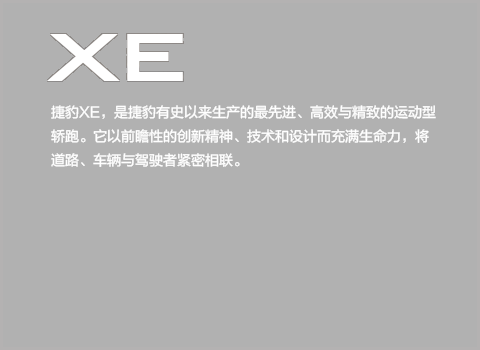 XE
捷豹XE，是捷豹有史以来生产的最先进、高效与精致的运动型
轿跑。它以前瞻性的创新精神、技术和设计而充满生命力，将
道路、车辆与驾驶者紧密相联。